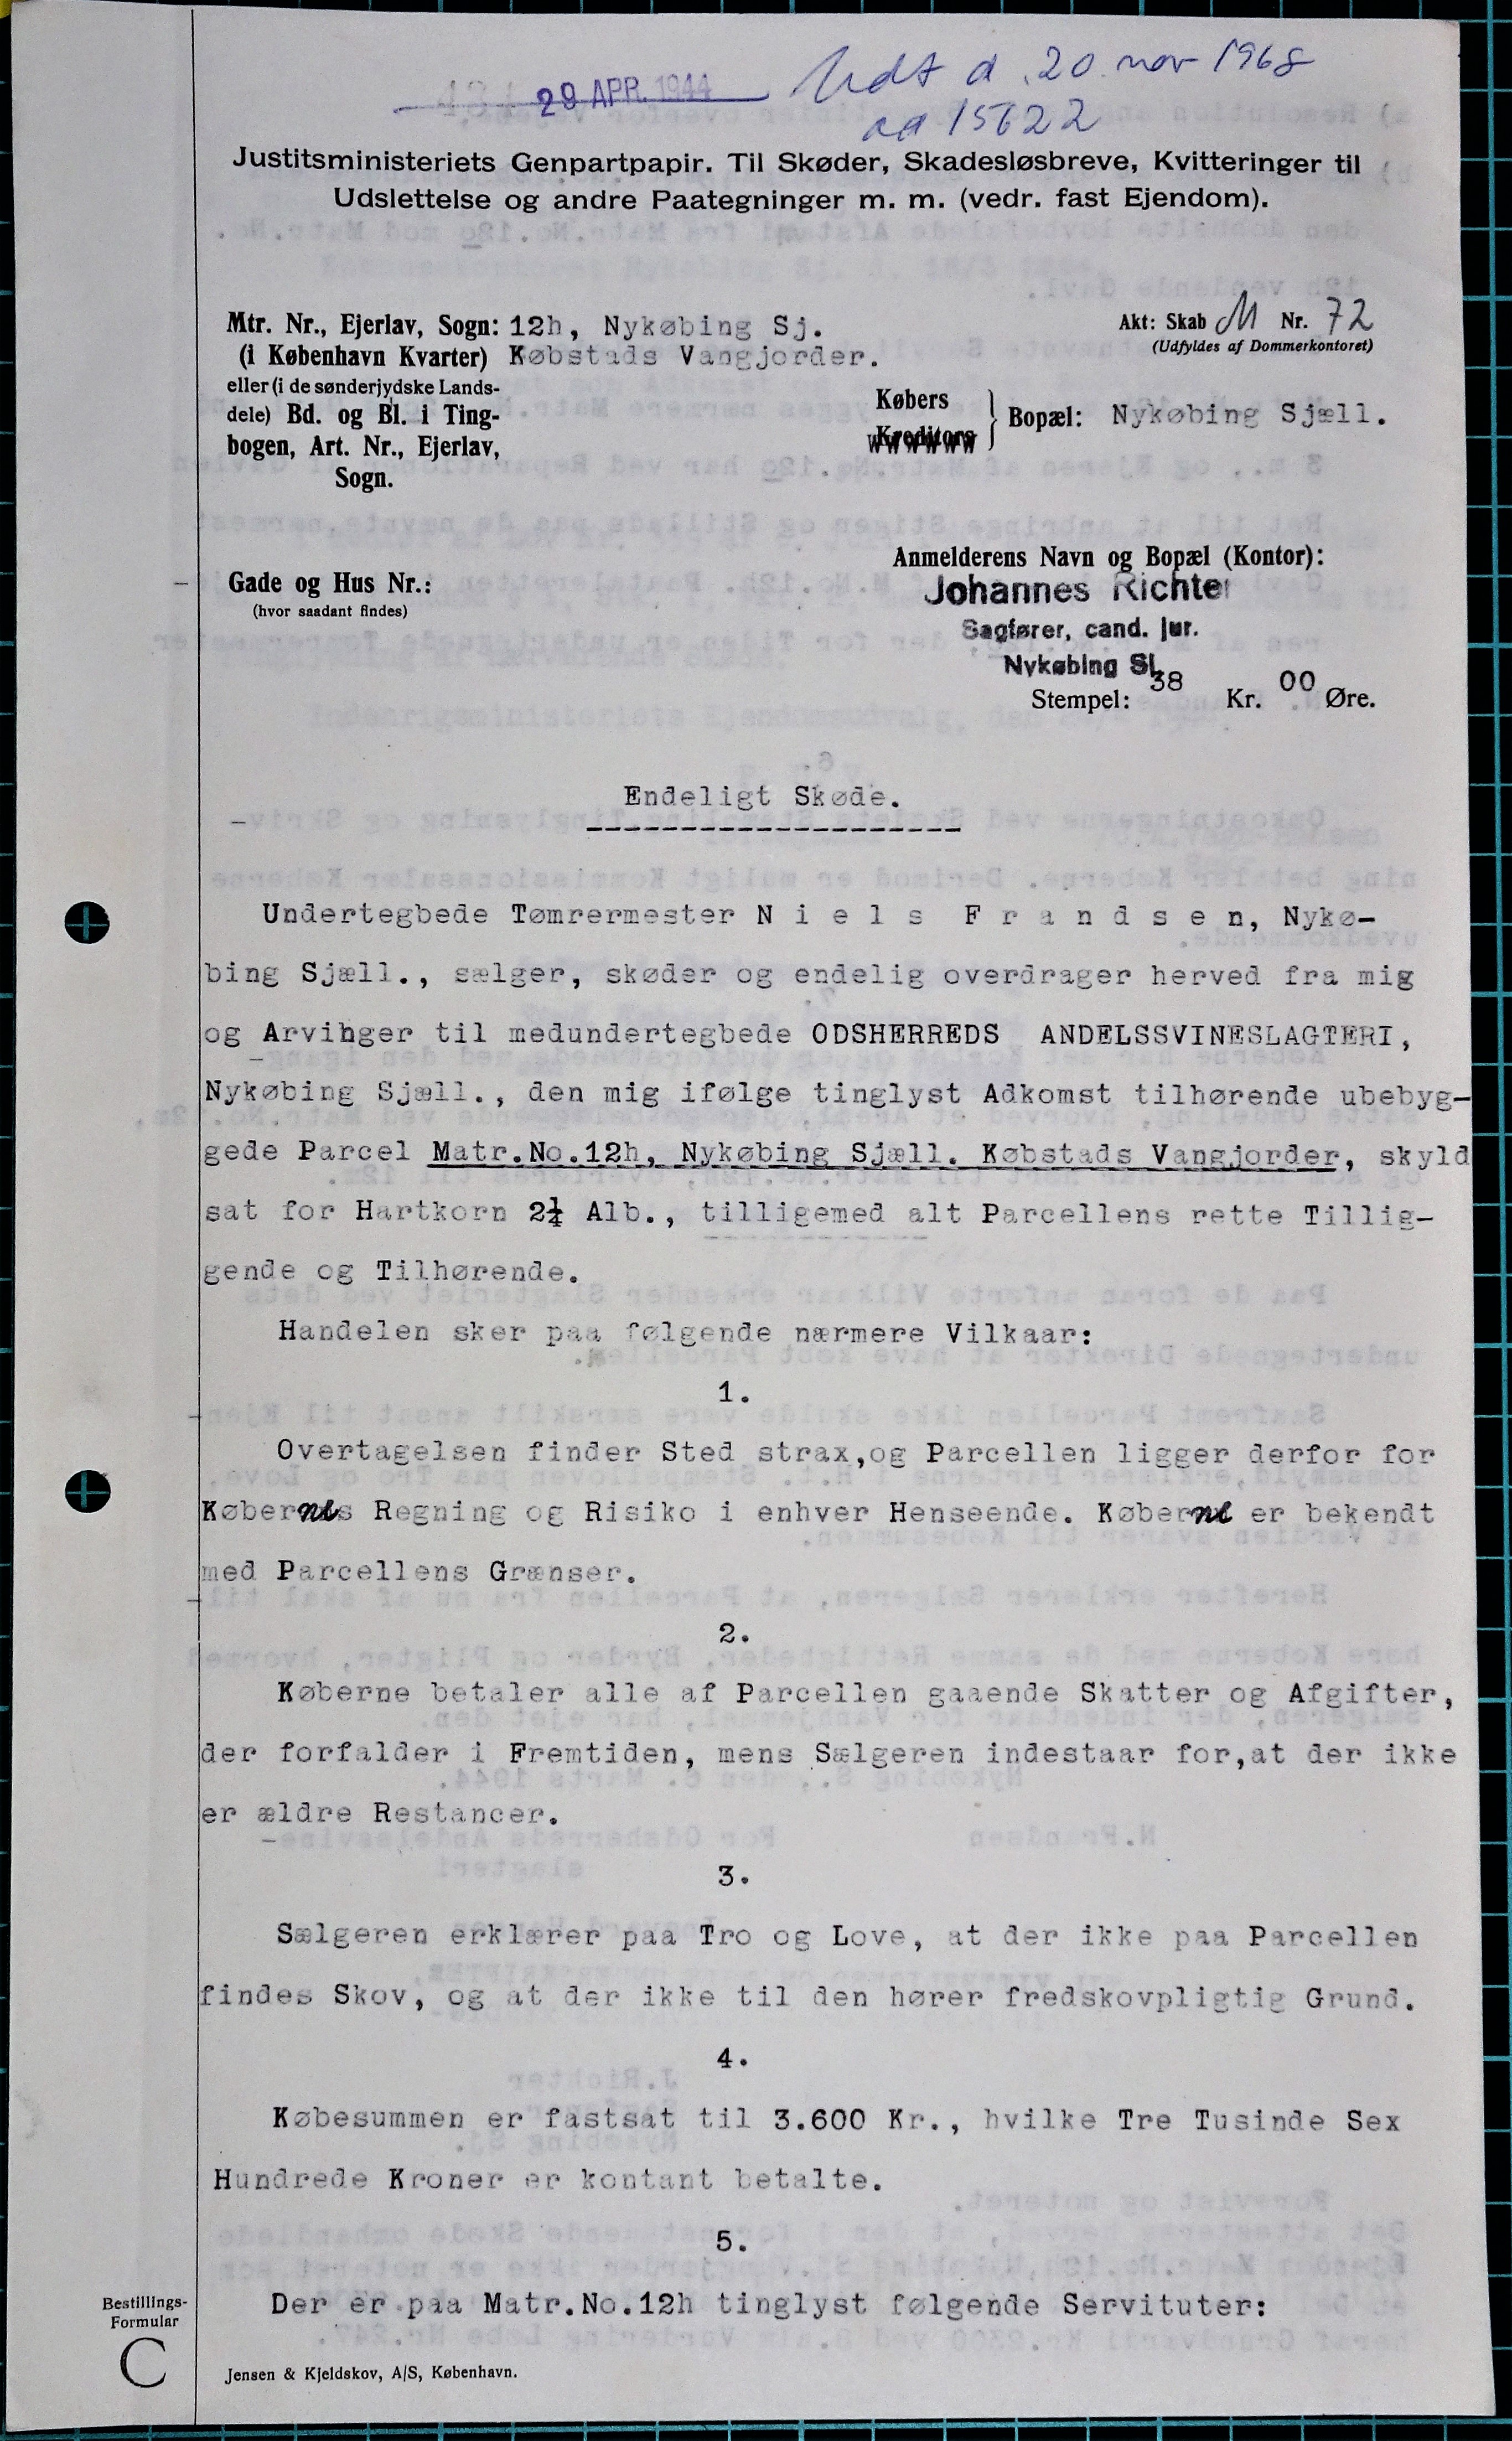 29 APR. 1944 Udt d. 20 nov 1968
ad 15622
Justitsministeriets Genpartpapir. Til Skøder, Skadesløsbreve, Kvitteringer til
Udslettelse og andre Paategninger m. m. (vedr. fast Ejendom).
Mtr. Nr., Ejerlav, Sogn: 12h, Nykøbing Sj.
(i København Kvarter) Købstads Vangjorder.
eller (i de sønderjydske Lands-
dele) Bd. og Bl. i Ting-
bogen, Art. Nr., Ejerlav,
Sogn.
Gade og Hus Nr.:
(hvor saadant findes)
Akt: Skab M Nr. 72
(Udfyldes af Dommerkontoret)
Købers
Kreditors
Bopæl: Nykøbing Sjæll.
Anmelderens Navn og Bopæl (Kontor):
Johannes Richter
Sagfører, cand. jur.
Nykøbing Sj.
Stempel: 38 Kr. 00 Øre.
Endeligt Skøde.
Undertegbede Tømrermester N i e l s F r a n d s e n, Nykø-
bing Sjæll., sælger, skøder og endelig overdrager herved fra mig
og Arvibger til medundertegbede ODSHERREDS ANDELSSVINESLAGTERI,
Nykøbing Sjæll., den mig ifølge tinglyst Adkomst tilhørende ubebyg-
gede Parcel Matr.No.12h, Nykøbing Sjæll. Købstads Vangjorder, skyld
sat for Hartkorn 2¼ Alb., tilligemed alt Parcellens rette Tillig-
gende og Tilhørende.
Handelen sker paa følgende nærmere Vilkaar:
1.
Overtagelsen finder Sted strax,og Parcellen ligger derfor for
Købernes Regning og Risiko i enhver Henseende. Køberne er bekendt
med Parcellens Grænser.
2.
Køberne betaler alle af Parcellen gaaende Skatter og Afgifter,
der forfalder i Fremtiden, mens Sælgeren indestaar for,at der ikke
er ældre Restancer.
3.
Sælgeren erklærer paa Tro og Love, at der ikke paa Parcellen
findes Skov, og at der ikke til den hører fredskovpligtig Grund.
4.
Købesummen er fastsat til 3.600 Kr., hvilke Tre Tusinde Sex
Hundrede Kroner er kontant betalte.
5.
Der er paa Matr.No.12h tinglyst følgende Servituter:
Bestillings-
Formular
C
Jensen & Kjeldskov, A/S, København.